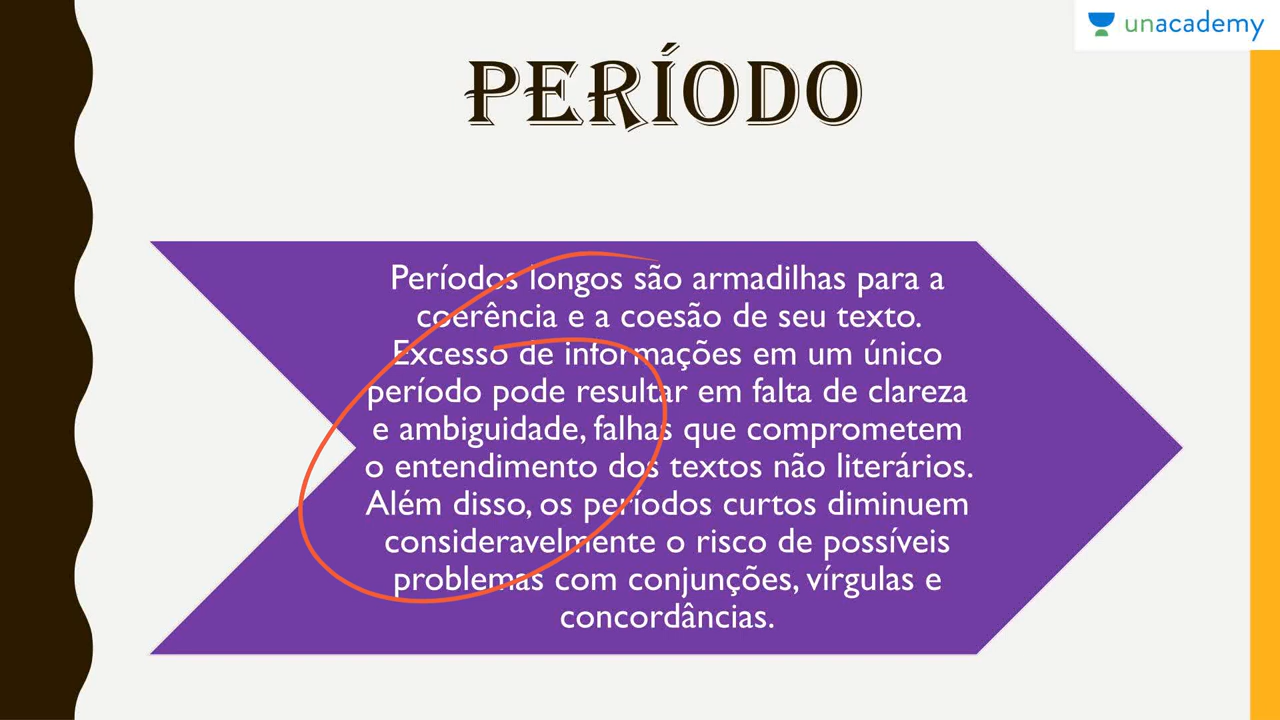 unacademy
PERÍODO
Períodos longos são armadilhas para a
coerência e a coesão de seu texto.
Excesso de informações em um único
período pode resultar em falta de clareza
e ambiguidade, falhas que comprometem
o entendimento dos textos não literários.
Além disso, os períodos curtos diminuem
consideravelmente o risco de possíveis
problemas com conjunções, vírgulas e
concordâncias.